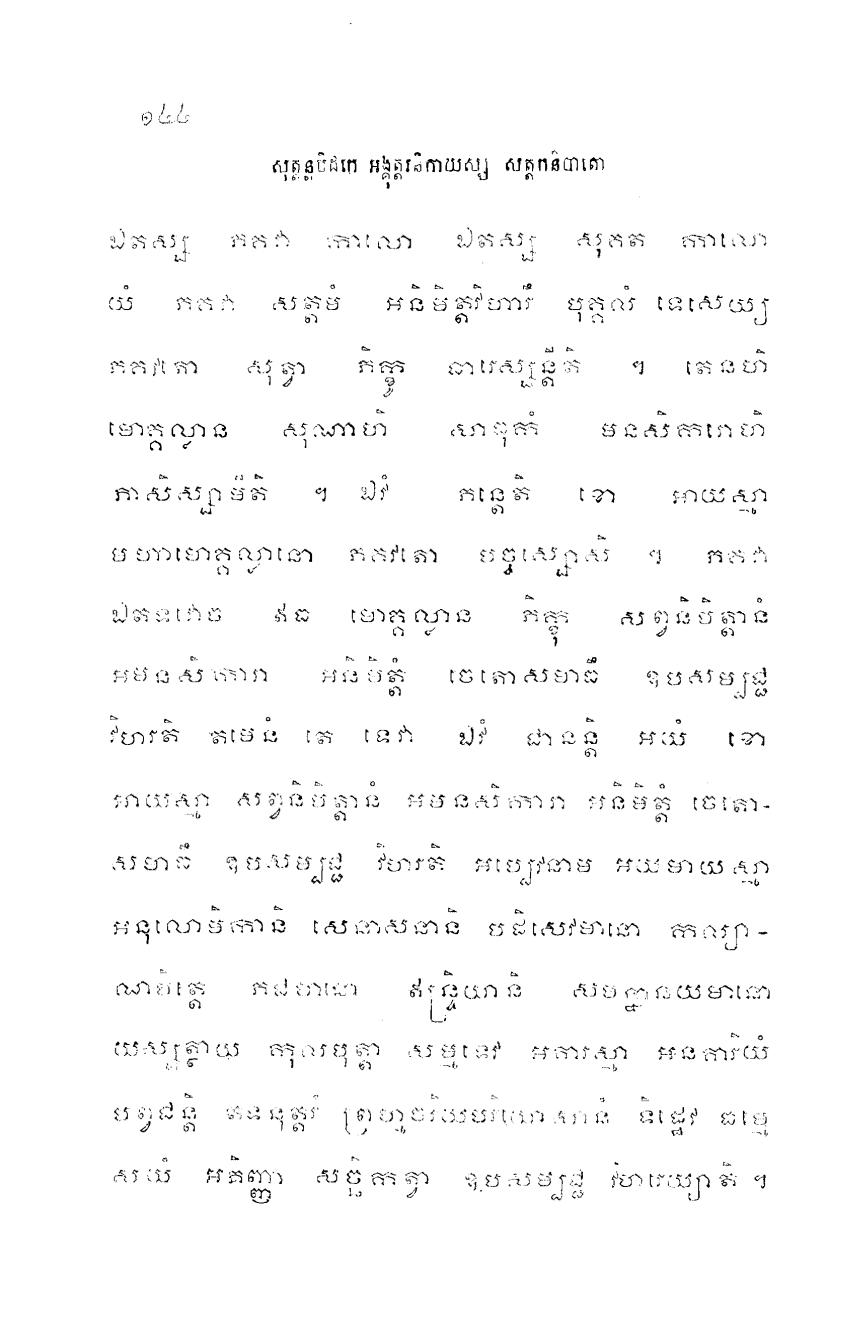 ១៤៤
សុត្តន្តបិដកេ អង្គុត្តរនិកាយស្ស សត្តកនិបាតោ
ឯតស្ស ភគវា កាលោ ឯតស្ស សុគត កាលោ
យំ ភគវា សត្តមំ អនិមិត្តវិហារឹ បុគ្គលំ ទេសេយ្យ
ភគវតោ សុត្វា ភិក្ខូ ធារេស្សន្តីតិ ។ តេនហិ
មោគ្គល្លាន សុណាហិ សាធុកំ មនសិករោហិ
ភាសិស្សាមីតិ ។ ឯវំ ភន្តេតិ ខោ អាយស្មា
មហាមោគ្គល្លានោ ភគវតោ បច្ចស្សោសិ ។ ភគវា
ឯតទវោច ឥធ មោគ្គល្លាន ភិក្ខុ សព្វនិមិត្តានំ
អមនសិការា អនិមិត្តំ ចេតោសមាធឹ ឧបសម្បជ្ជ
វិហរតិ តមេនំ តេ ទេវា ឯវំ ជានន្តិ អយំ ខោ
អាយស្មា សព្វនិមិត្តានំ អមនសិការា អនិមិត្តំ ចេតោ-
សមាធឹ ឧបសម្បជ្ជ វិហរតិ អប្បេវនាម អយមាយស្មា
អនុលោមិកានិ សេនាសនានិ បដិសេវមានោ កល្យា-
ណមិត្តេ ភជមានោ ឥន្ទ្រិយានិ សមន្នានយមានោ
យស្សត្ថាយ កុលបុត្តា សម្មទេវ អគារស្មា អនគារិយំ
បព្វជន្តិ តទនុត្តរំ ព្រហ្មចរិយបរិយោសានំ ទិដ្ឋេវ ធម្មេ
សយំ អភិញ្ញា សច្ឆិកត្វា ឧបសម្បជ្ជ វិហរេយ្យាតិ ។